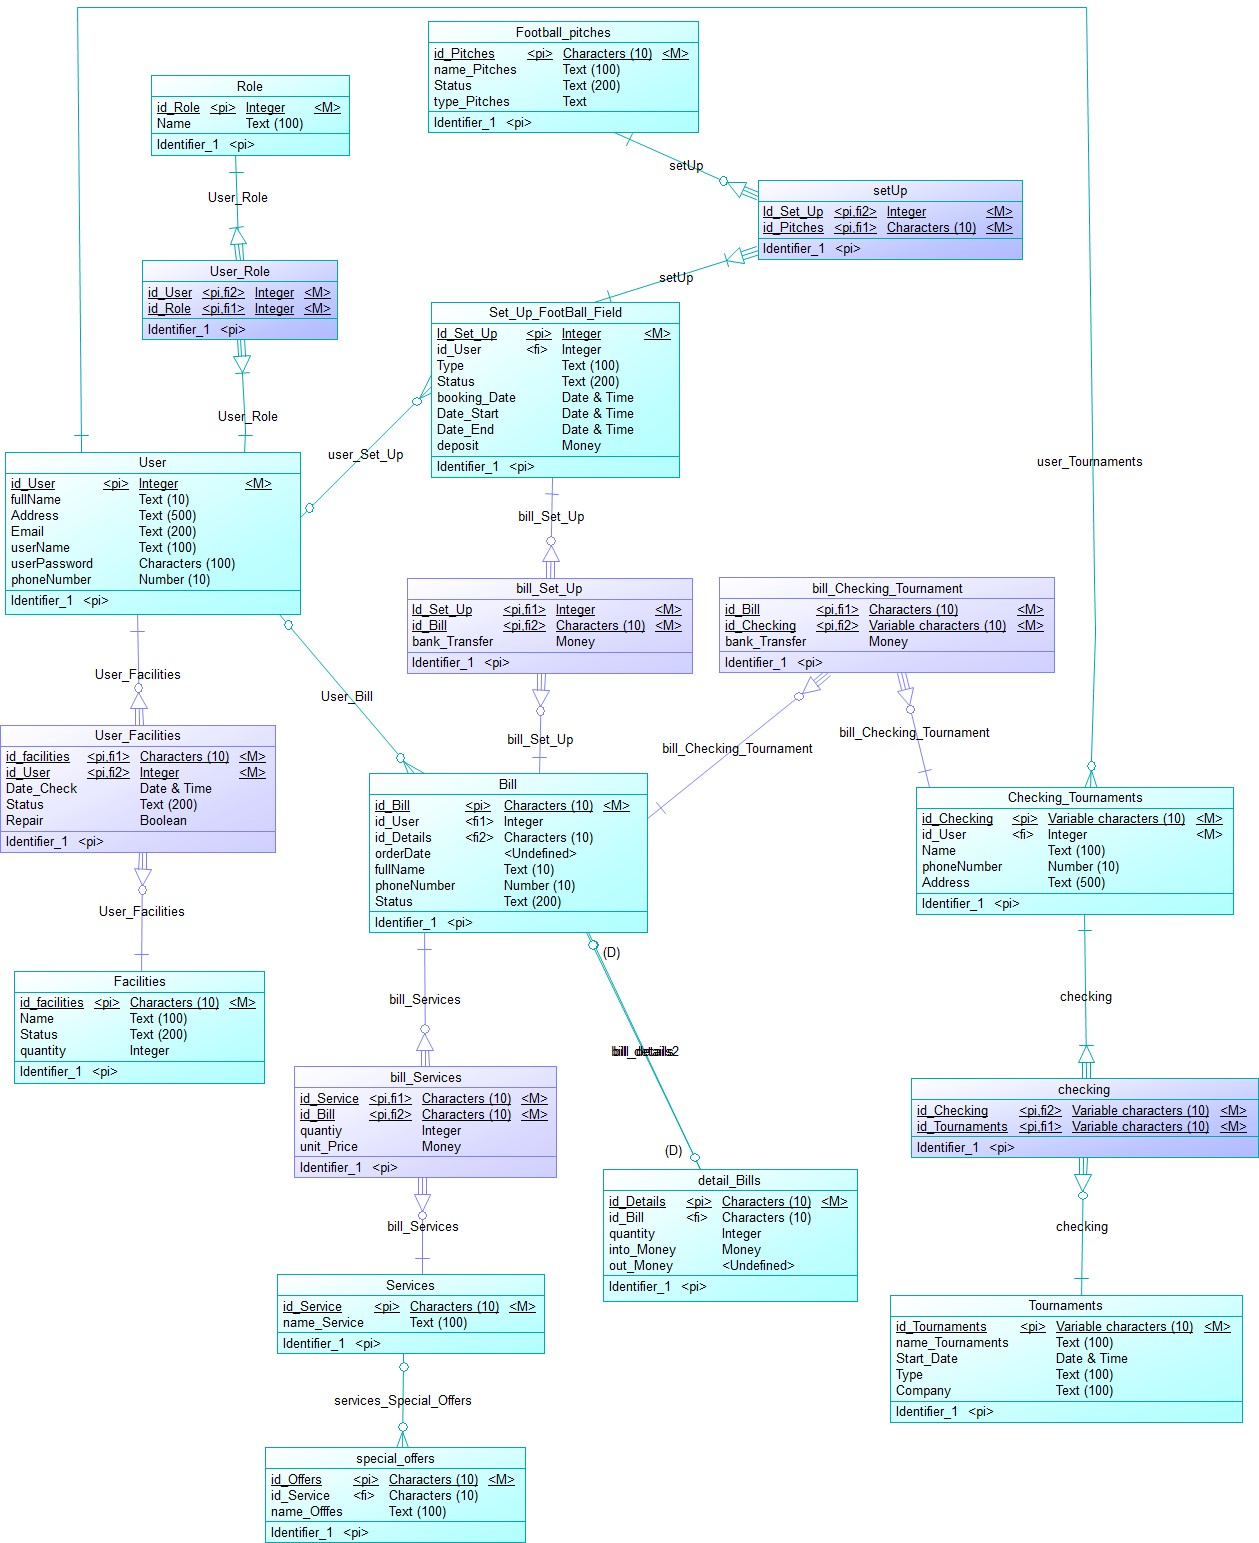 Football_pitches
id_Pitches <pi> Characters (10) <M>
name_Pitches Text (100)
Status Text (200)
type_Pitches Text
Identifier_1 <pi>
Role
id_Role <pi> Integer <M>
Name Text (100)
Identifier_1 <pi>
setUp
setUp
Id_Set_Up <pi,fi2> Integer <M>
id_Pitches <pi,fi1> Characters (10) <M>
Identifier_1 <pi>
User_Role
User_Role
id_User <pi,fi2> Integer <M>
id_Role <pi,fi1> Integer <M>
Identifier_1 <pi>
setUp
Set_Up_FootBall_Field
Id_Set_Up <pi> Integer <M>
id_User <fi> Integer
Type Text (100)
Status Text (200)
booking_Date Date & Time
Date_Start Date & Time
Date_End Date & Time
deposit Money
Identifier_1 <pi>
User_Role
user_Set_Up
user_Tournaments
User
id_User <pi> Integer <M>
fullName Text (10)
Address Text (500)
Email Text (200)
userName Text (100)
userPassword Characters (100)
phoneNumber Number (10)
Identifier_1 <pi>
bill_Set_Up
bill_Set_Up
Id_Set_Up <pi,fi1> Integer <M>
id_Bill <pi,fi2> Characters (10) <M>
bank_Transfer Money
Identifier_1 <pi>
bill_Checking_Tournament
id_Bill <pi,fi1> Characters (10) <M>
id_Checking <pi,fi2> Variable characters (10) <M>
bank_Transfer Money
Identifier_1 <pi>
User_Facilities
User_Bill
User_Facilities
id_facilities <pi,fi1> Characters (10) <M>
id_User <pi,fi2> Integer <M>
Date_Check Date & Time
Status Text (200)
Repair Boolean
Identifier_1 <pi>
bill_Set_Up
bill_Checking_Tournament
bill_Checking_Tournament
Bill
id_Bill <pi> Characters (10) <M>
id_User <fi1> Integer
id_Details <fi2> Characters (10)
orderDate <Undefined>
fullName Text (10)
phoneNumber Number (10)
Status Text (200)
Identifier_1 <pi>
Checking_Tournaments
id_Checking <pi> Variable characters (10) <M>
id_User <fi> Integer <M>
Name Text (100)
phoneNumber Number (10)
Address Text (500)
Identifier_1 <pi>
User_Facilities
Facilities
id_facilities <pi> Characters (10) <M>
Name Text (100)
Status Text (200)
quantity Integer
Identifier_1 <pi>
(D)
bill_Services
checking
bill_Services
id_Service <pi,fi1> Characters (10) <M>
id_Bill <pi,fi2> Characters (10) <M>
quantiy Integer
unit_Price Money
Identifier_1 <pi>
checking
id_Checking <pi,fi2> Variable characters (10) <M>
id_Tournaments <pi,fi1> Variable characters (10) <M>
Identifier_1 <pi>
(D)
detail_Bills
id_Details <pi> Characters (10) <M>
id_Bill <fi> Characters (10)
quantity Integer
into_Money Money
out_Money <Undefined>
Identifier_1 <pi>
bill_Services
checking
Services
id_Service <pi> Characters (10) <M>
name_Service Text (100)
Identifier_1 <pi>
Tournaments
id_Tournaments <pi> Variable characters (10) <M>
name_Tournaments Text (100)
Start_Date Date & Time
Type Text (100)
Company Text (100)
Identifier_1 <pi>
services_Special_Offers
special_offers
id_Offers <pi> Characters (10) <M>
id_Service <fi> Characters (10)
name_Offfes Text (100)
Identifier_1 <pi>